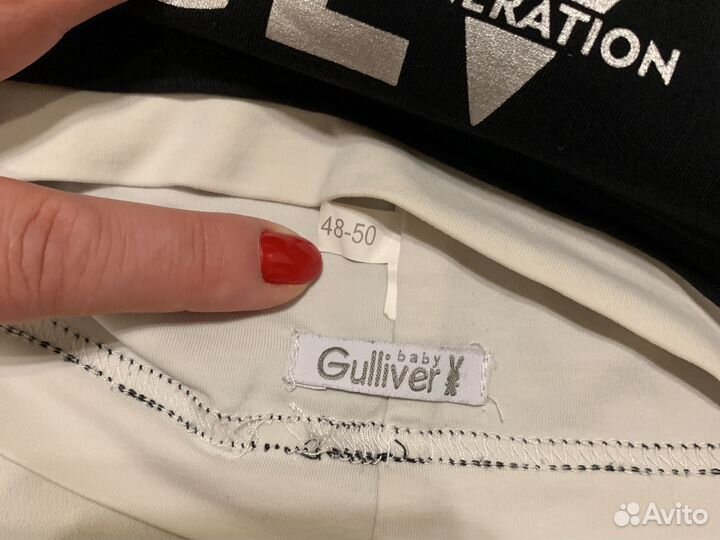 ERATION
48-50
baby
Gulliver
Avito